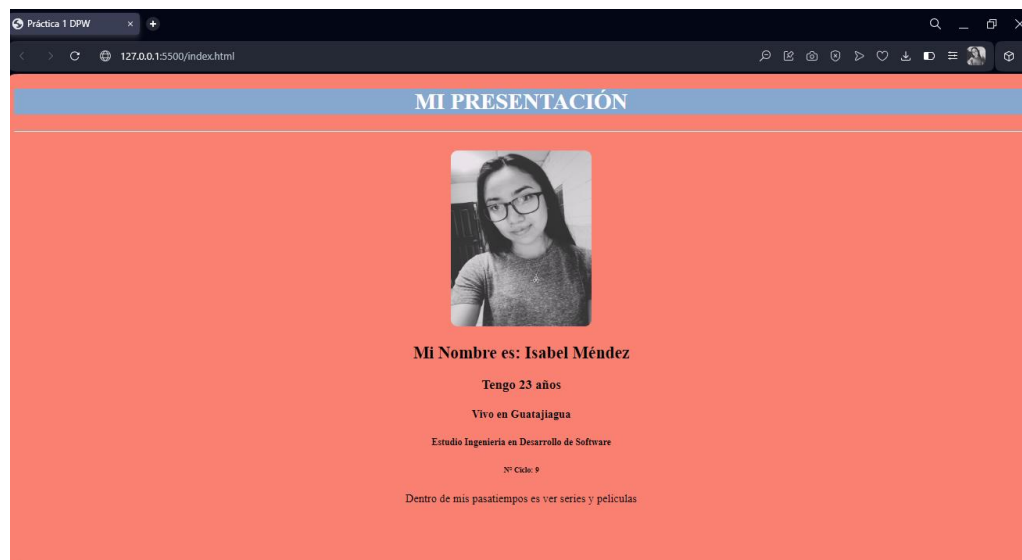 Práctica 1 DPW
127.0.0.1:5500/index.html
MI PRESENTACIÓN
Mi Nombre es: Isabel Méndez
Tengo 23 años
Vivo en Guatajiagua
Estudio Ingenieria en Desarrollo de Software
N° Ciclo: 9
Dentro de mis pasatiempos es ver series y peliculas